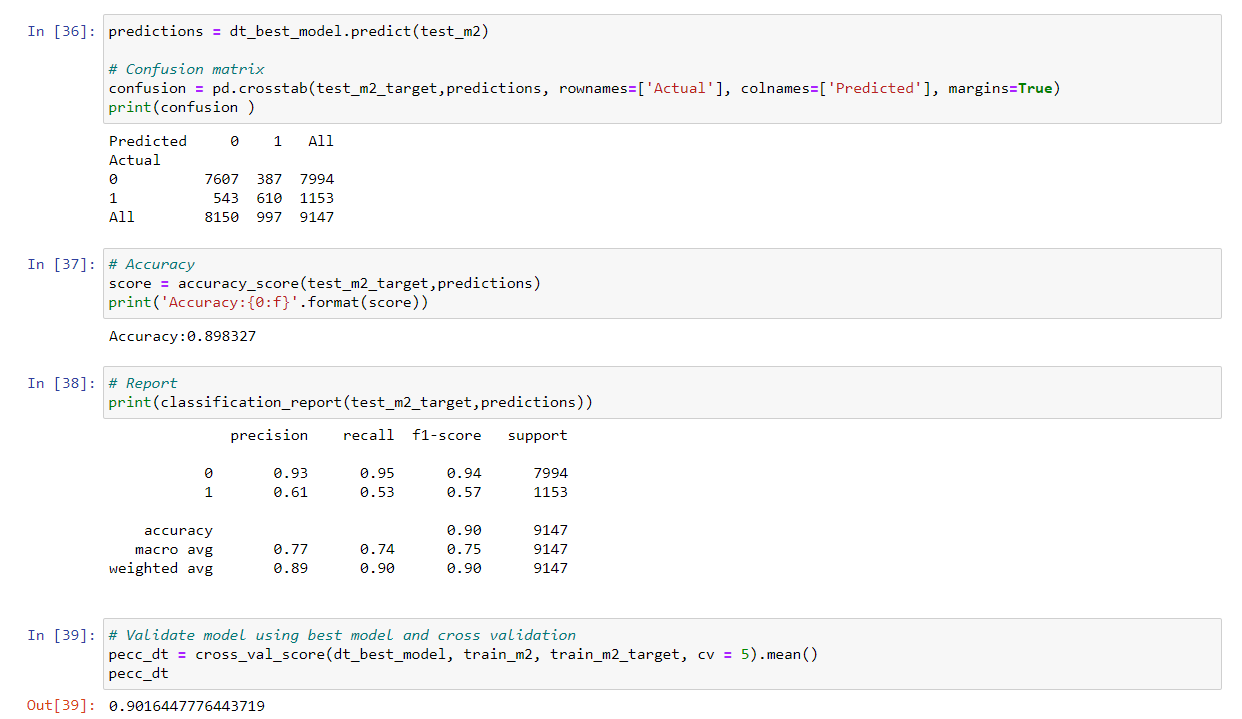 In [36]: predictions = dt_best_model.predict(test_m2)
# Confusion matrix
confusion = pd.crosstab(test_m2_target,predictions, rownames=['Actual'], colnames=['Predicted'], margins=True)
print(confusion )
Predicted 0 1 All
Actual
0 7607 387 7994
1 543 610 1153
All 8150 997 9147
In [37]: # Accuracy
score = accuracy_score(test_m2_target,predictions)
print('Accuracy:{0:f}'.format(score))
Accuracy:0.898327
In [38]: # Report
print(classification_report(test_m2_target,predictions))
precision recall f1-score support
0 0.93 0.95 0.94 7994
1 0.61 0.53 0.57 1153
accuracy 0.90 9147
macro avg 0.77 0.74 0.75 9147
weighted avg 0.89 0.90 0.90 9147
In [39]: # Validate model using best model and cross validation
pecc_dt = cross_val_score(dt_best_model, train_m2, train_m2_target, cv = 5).mean()
pecc_dt
Out[39]: 0.9016447776443719